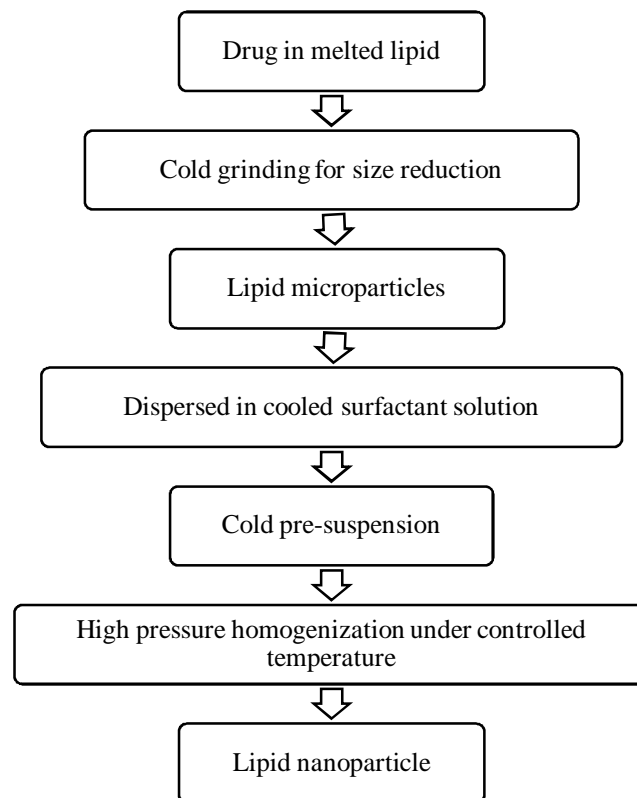 Drug in melted lipid
Cold grinding for size reduction
Lipid microparticles
Dispersed in cooled surfactant solution
Cold pre-suspension
High pressure homogenization under controlled
temperature
Lipid nanoparticle